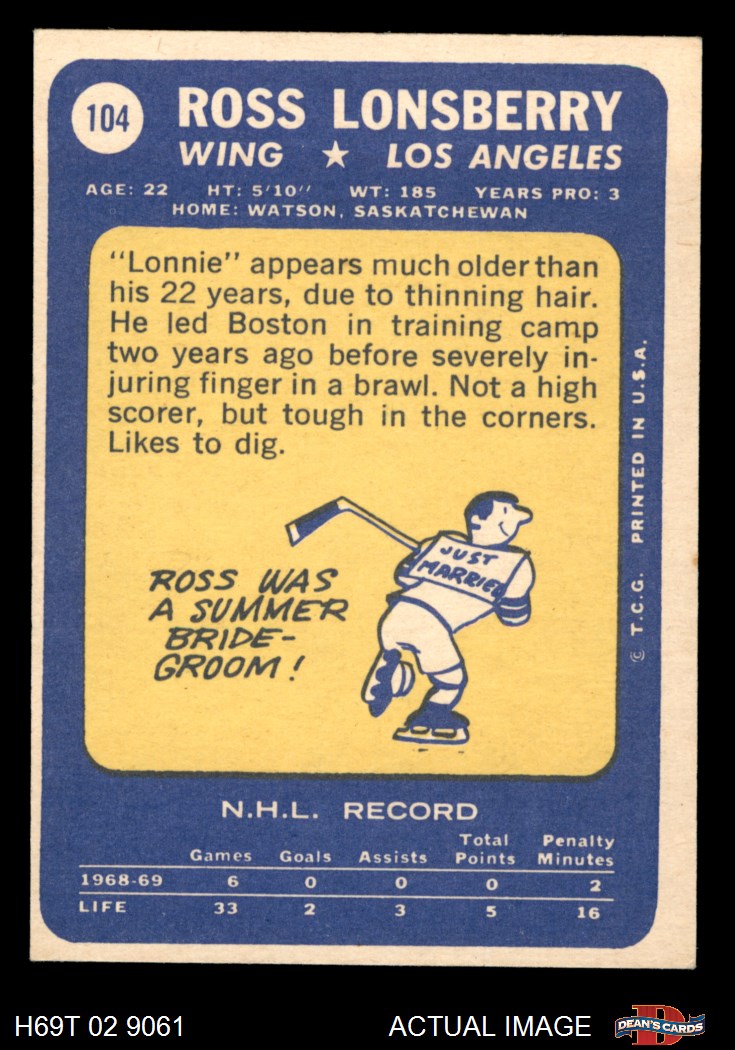 104
ROSS LONSBERRY
WING ★ LOS ANGELES
AGE: 22 HT: 5'10" WT: 185 YEARS PRO: 3
HOME: WATSON, SASKATCHEWAN
"Lonnie" appears much older than
his 22 years, due to thinning hair.
He led Boston in training camp
two years ago before severely in-
juring finger in a brawl. Not a high
scorer, but tough in the corners.
Likes to dig.
JUST
MARRIED
ROSS WAS
A SUMMER
BRIDE-
GROOM!
© T.C.G. PRINTED IN U.S.A.
N.H.L. RECORD
Games Goals Assists Total Points Penalty Minutes
1968-69 6 0 0 0 2
LIFE 33 2 3 5 16
H69T 02 9061 ACTUAL IMAGE
D
DEAN'S CARDS